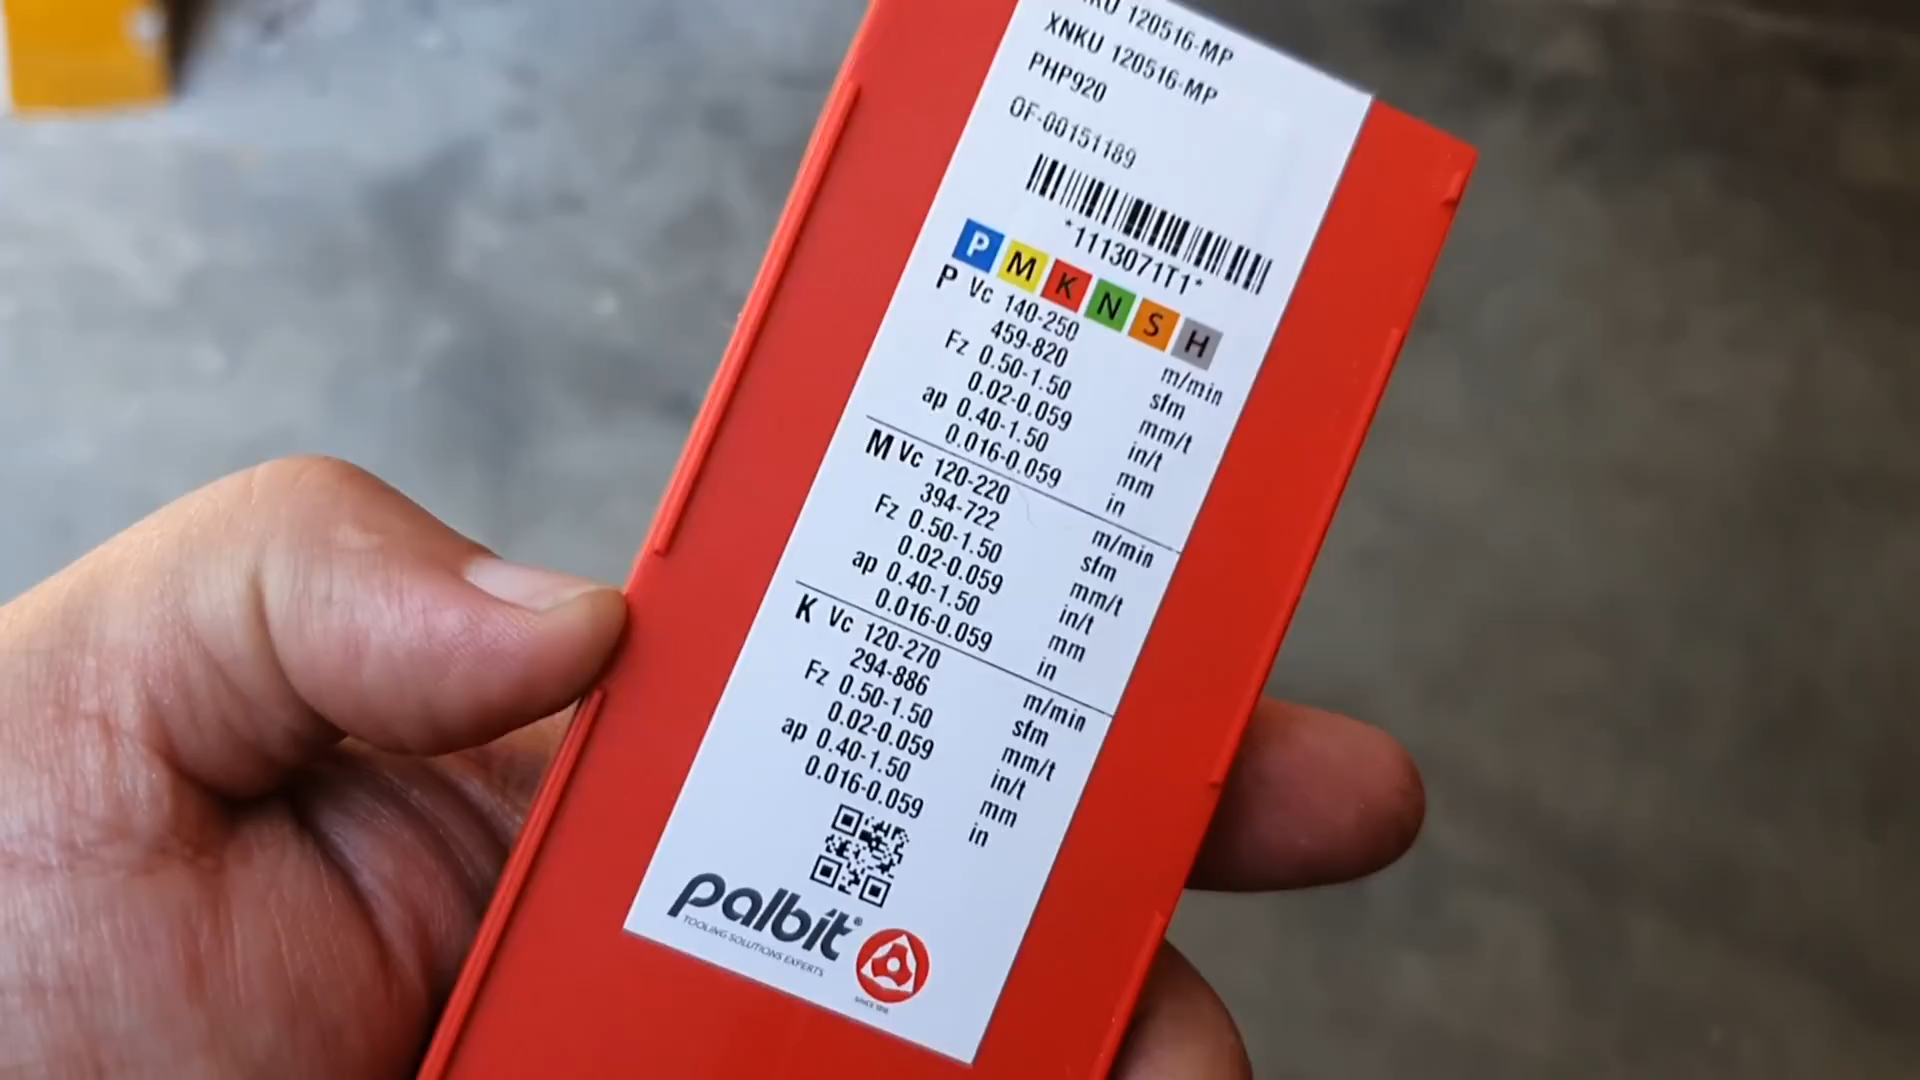 120516-MP
XNKU 120516-MP
PHP920
OF-00151189
*1113071T1*
P M K N S H
P Vc 140-250 m/min
459-820 sfm
Fz 0.50-1.50 mm/t
0.02-0.059 in/t
ap 0.40-1.50 mm
0.016-0.059 in
M Vc 120-220 m/min
394-722 sfm
Fz 0.50-1.50 mm/t
0.02-0.059 in/t
ap 0.40-1.50 mm
0.016-0.059 in
K Vc 120-270 m/min
294-886 sfm
Fz 0.50-1.50 mm/t
0.02-0.059 in/t
ap 0.40-1.50 mm
0.016-0.059 in
palbit®
TOOLING SOLUTIONS EXPERTS